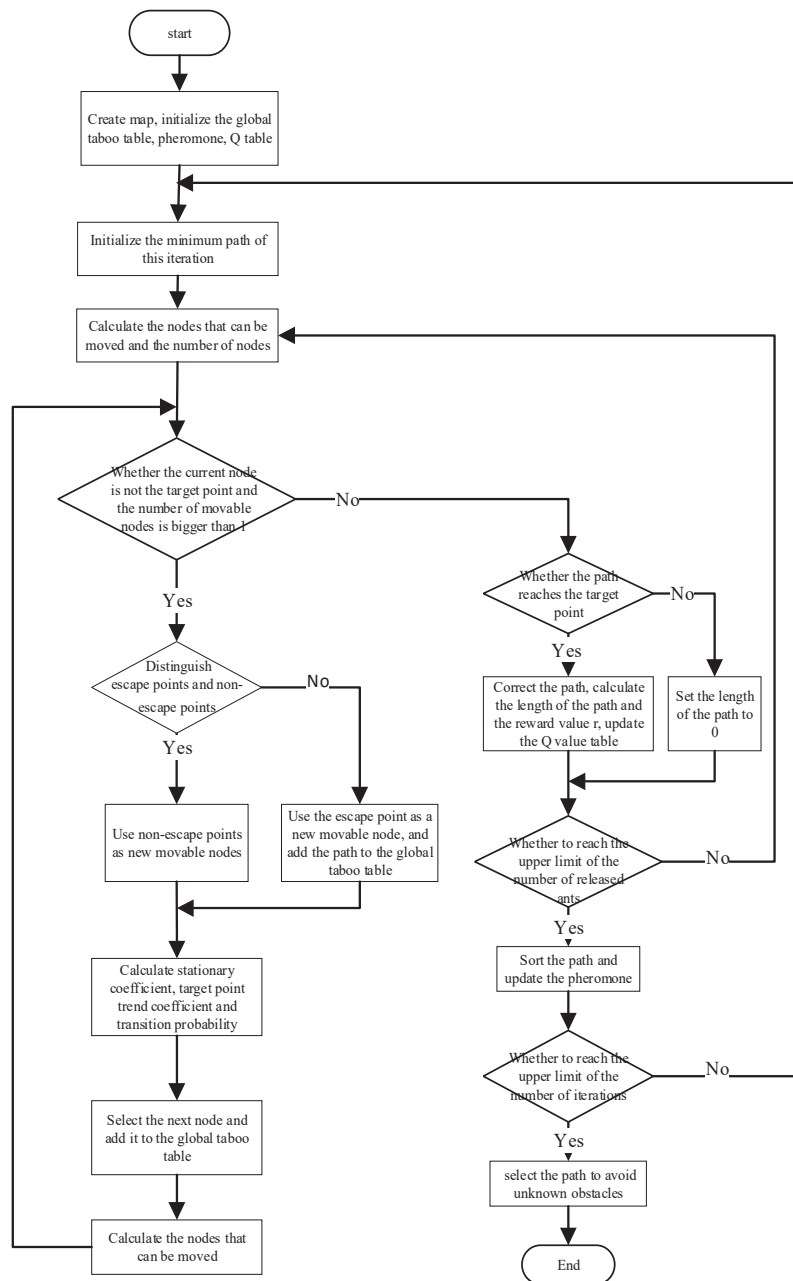 start
Create map, initialize the global
taboo table, pheromone, Q table
Initialize the minimum path of
this iteration
Calculate the nodes that can be
moved and the number of nodes
Whether the current node
is not the target point and
the number of movable
nodes is bigger than 1
No
Yes
Distinguish
escape points and non-
escape points
No
Yes
Use non-escape points
as new movable nodes
Use the escape point as a
new movable node, and
add the path to the global
taboo table
Calculate stationary
coefficient, target point
trend coefficient and
transition probability
Select the next node and
add it to the global taboo
table
Calculate the nodes that
can be moved
Whether the path
reaches the target
point
No
Yes
Correct the path, calculate
the length of the path and
the reward value r, update
the Q value table
Set the length
of the path to
0
Whether to reach the
upper limit of the
number of released
ants
No
Yes
Sort the path and
update the pheromone
Whether to reach the
upper limit of the
number of iterations
No
Yes
select the path to avoid
unknown obstacles
End